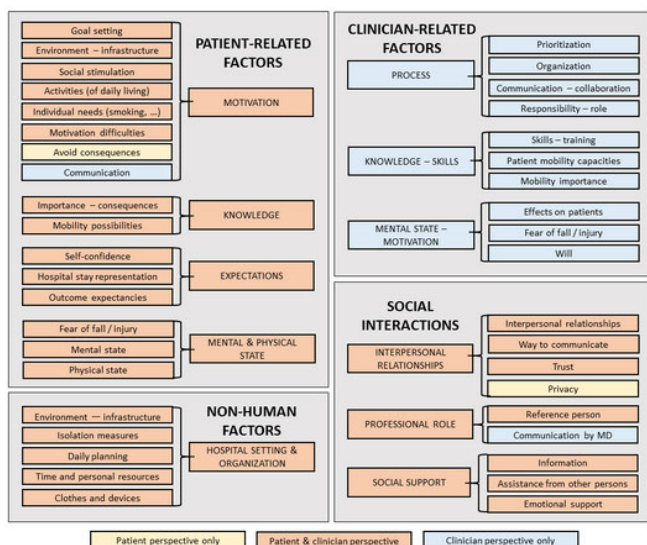 PATIENT-RELATED
FACTORS
Goal setting
Environment – infrastructure
Social stimulation
Activities (of daily living)
Individual needs (smoking, …)
Motivation difficulties
Avoid consequences
Communication
MOTIVATION
Importance – consequences
Mobility possibilities
KNOWLEDGE
Self-confidence
Hospital stay representation
Outcome expectancies
EXPECTATIONS
Fear of fall / injury
Mental state
Physical state
MENTAL & PHYSICAL
STATE
NON-HUMAN
FACTORS
Environment — infrastructure
Isolation measures
Daily planning
Time and personal resources
Clothes and devices
HOSPITAL SETTING &
ORGANIZATION
CLINICIAN-RELATED
FACTORS
PROCESS
Prioritization
Organization
Communication – collaboration
Responsibility – role
KNOWLEDGE – SKILLS
Skills – training
Patient mobility capacities
Mobility importance
MENTAL STATE –
MOTIVATION
Effects on patients
Fear of fall / injury
Will
SOCIAL
INTERACTIONS
INTERPERSONAL
RELATIONSHIPS
Interpersonal relationships
Way to communicate
Trust
Privacy
PROFESSIONAL ROLE
Reference person
Communication by MD
SOCIAL SUPPORT
Information
Assistance from other persons
Emotional support
Patient perspective only
Patient & clinician perspective
Clinician perspective only